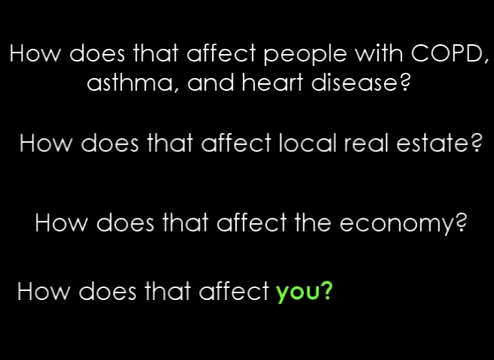 How does that affect people with COPD,
asthma, and heart disease?
How does that affect local real estate?
How does that affect the economy?
How does that affect you?